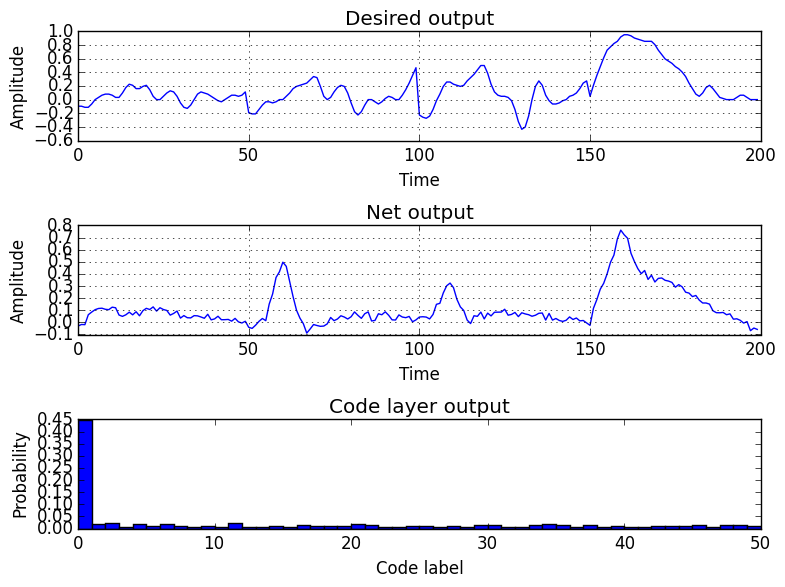 Desired output
1.0
0.8
0.6
0.4
0.2
0.0
−0.2
−0.4
−0.6
Amplitude
0 50 100 150 200
Time
Net output
0.8
0.7
0.6
0.5
0.4
0.3
0.2
0.1
0.0
−0.1
Amplitude
0 50 100 150 200
Time
Code layer output
0.45
0.40
0.35
0.30
0.25
0.20
0.15
0.10
0.05
0.00
Probability
0 10 20 30 40 50
Code label